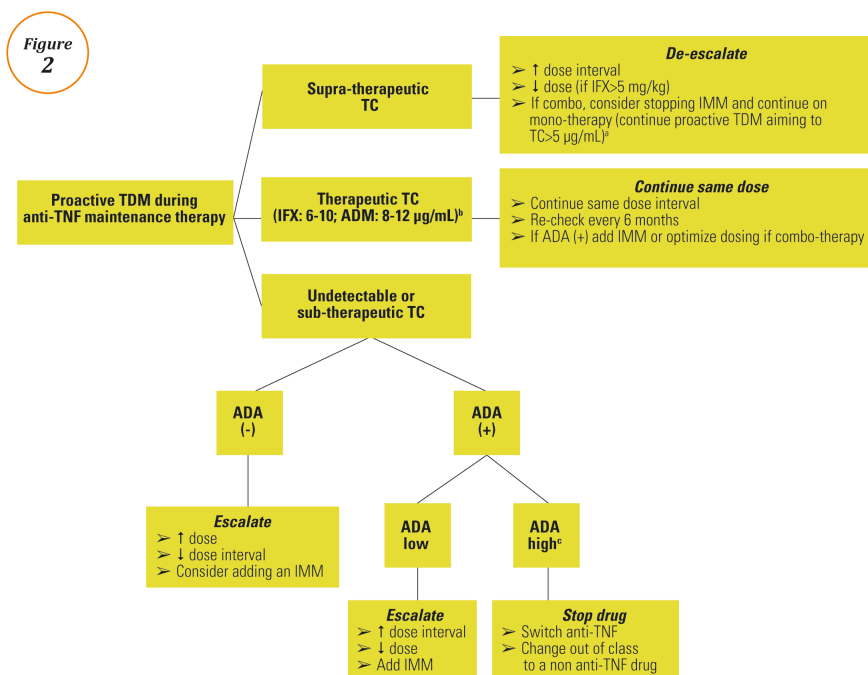 Figure
2
De-escalate
➢ ↑ dose interval
➢ ↓ dose (if IFX>5 mg/kg)
➢ If combo, consider stopping IMM and continue on
mono-therapy (continue proactive TDM aiming to
TC>5 µg/mL)ᵃ
Supra-therapeutic
TC
Proactive TDM during
anti-TNF maintenance therapy
Therapeutic TC
(IFX: 6-10; ADM: 8-12 µg/mL)ᵇ
Continue same dose
➢ Continue same dose interval
➢ Re-check every 6 months
➢ If ADA (+) add IMM or optimize dosing if combo-therapy
Undetectable or
sub-therapeutic TC
ADA
(-)
ADA
(+)
Escalate
➢ ↑ dose
➢ ↓ dose interval
➢ Consider adding an IMM
ADA
low
ADA
highᶜ
Escalate
➢ ↑ dose interval
➢ ↓ dose
➢ Add IMM
Stop drug
➢ Switch anti-TNF
➢ Change out of class
to a non anti-TNF drug